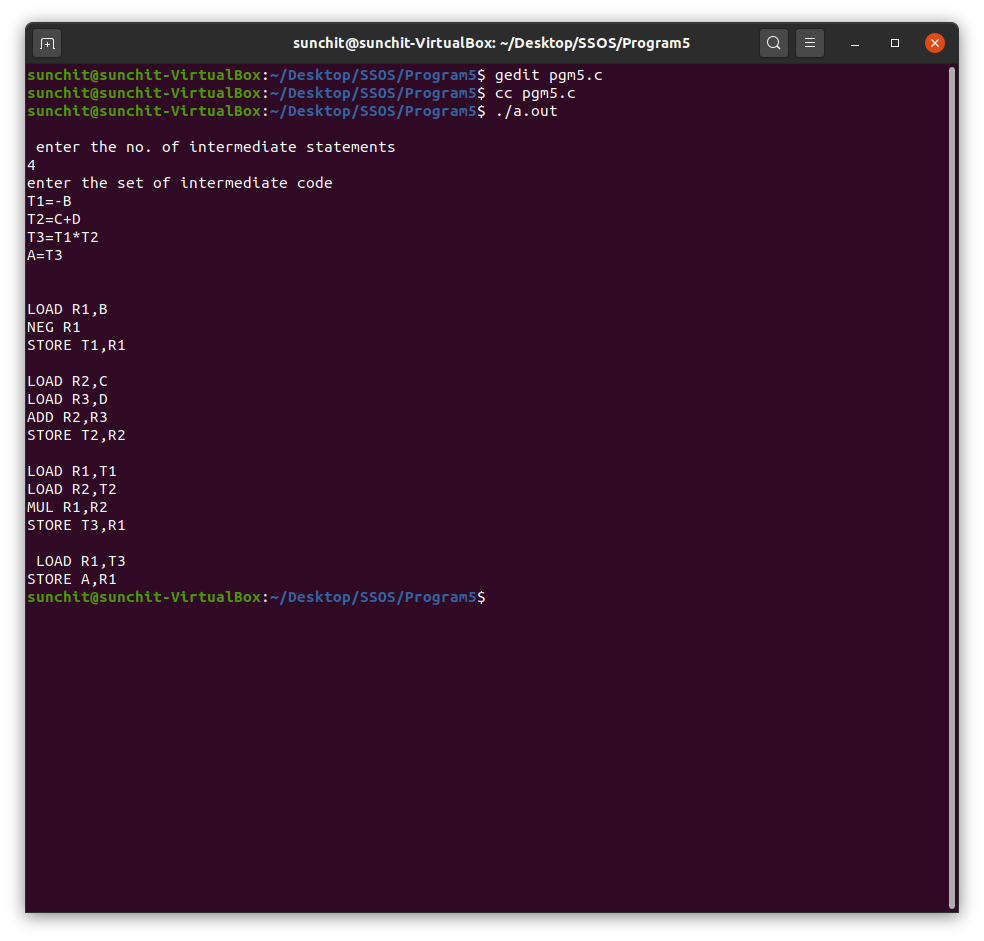 sunchit@sunchit-VirtualBox: ~/Desktop/SSOS/Program5
sunchit@sunchit-VirtualBox:~/Desktop/SSOS/Program5$ gedit pgm5.c
sunchit@sunchit-VirtualBox:~/Desktop/SSOS/Program5$ cc pgm5.c
sunchit@sunchit-VirtualBox:~/Desktop/SSOS/Program5$ ./a.out
enter the no. of intermediate statements
4
enter the set of intermediate code
T1=-B
T2=C+D
T3=T1*T2
A=T3
LOAD R1,B
NEG R1
STORE T1,R1
LOAD R2,C
LOAD R3,D
ADD R2,R3
STORE T2,R2
LOAD R1,T1
LOAD R2,T2
MUL R1,R2
STORE T3,R1
LOAD R1,T3
STORE A,R1
sunchit@sunchit-VirtualBox:~/Desktop/SSOS/Program5$